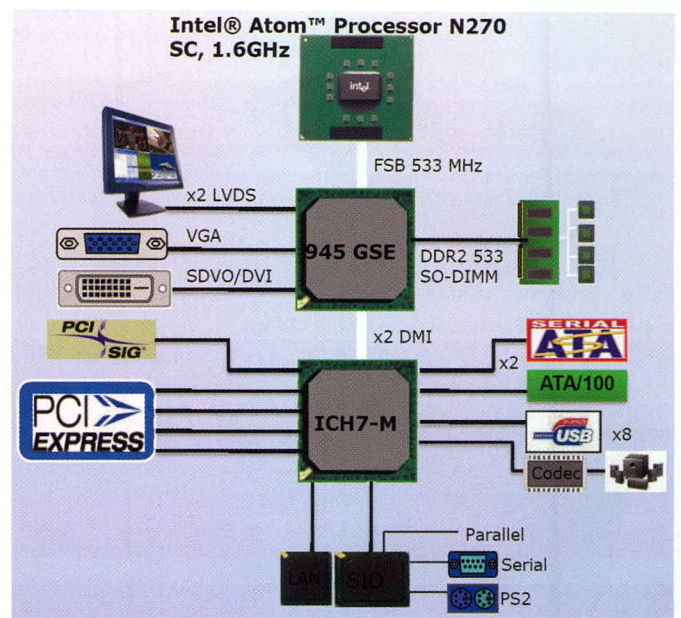 Intel® Atom™ Processor N270
SC, 1.6GHz
intel
FSB 533 MHz
x2 LVDS
VGA
945 GSE
DDR2 533
SO-DIMM
SDVO/DVI
x2 DMI
PCI
SIG®
SERIAL
ATA
x2
ATA/100
PCI
EXPRESS
ICH7-M
USB
x8
Codec
Parallel
LAN
SIO
Serial
PS2